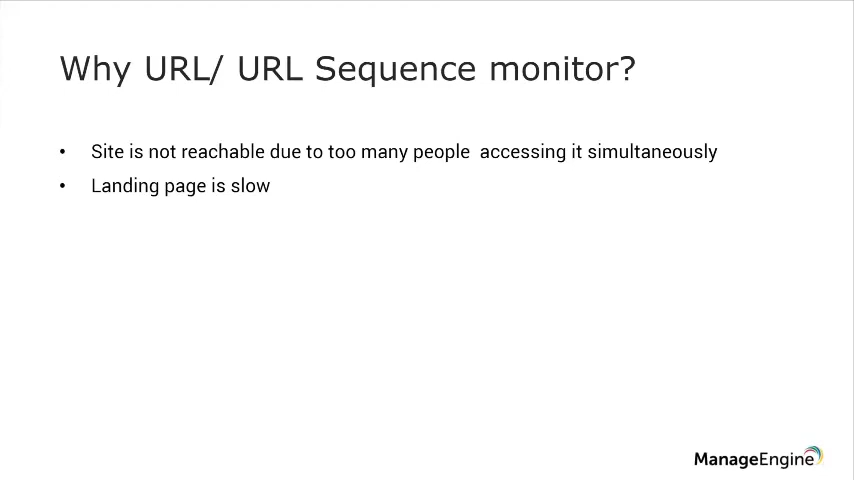 Why URL/ URL Sequence monitor?
• Site is not reachable due to too many people  accessing it simultaneously
• Landing page is slow
ManageEngine